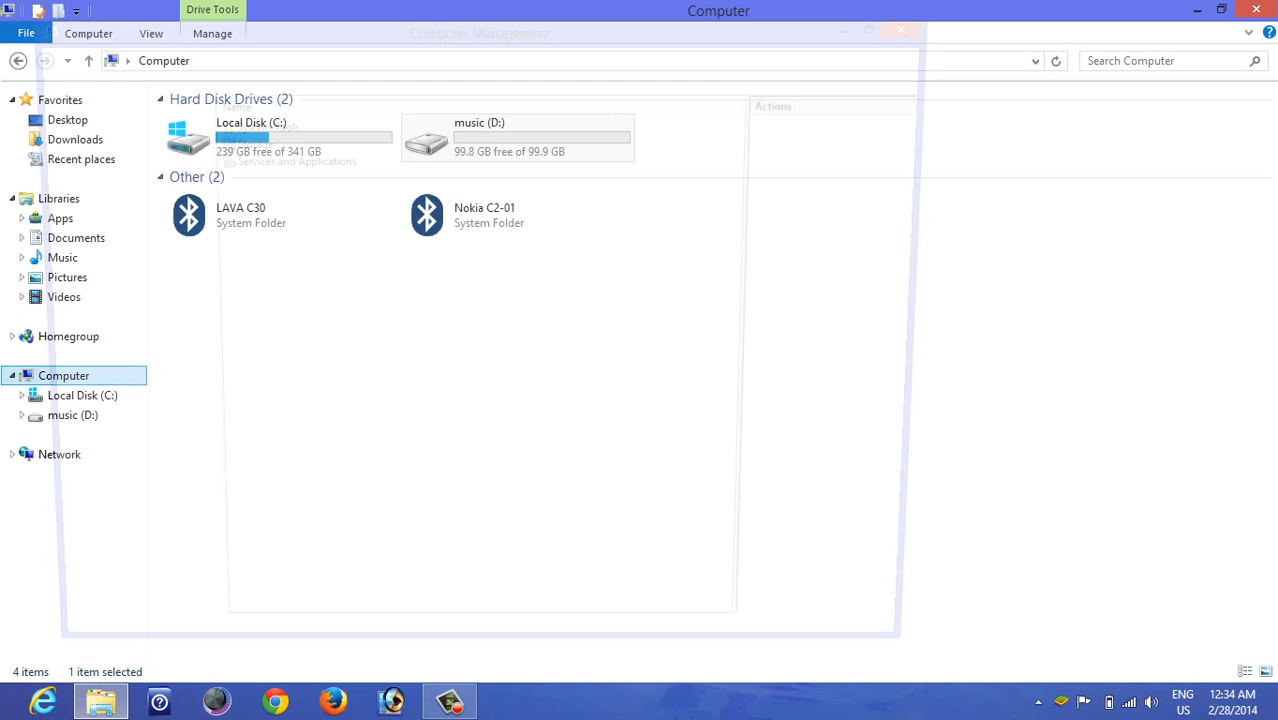 Drive Tools
Computer
File
Computer
View
Manage
Computer Management
Computer
Search Computer
Favorites
Desktop
Downloads
Recent places
Libraries
Apps
Documents
Music
Pictures
Videos
Homegroup
Computer
Local Disk (C:)
music (D:)
Network
Hard Disk Drives (2)
Name
Actions
Local Disk (C:)
239 GB free of 341 GB
music (D:)
99.8 GB free of 99.9 GB
Services and Applications
Other (2)
LAVA C30
System Folder
Nokia C2-01
System Folder
4 items
1 item selected
ENG
US
12:34 AM
2/28/2014